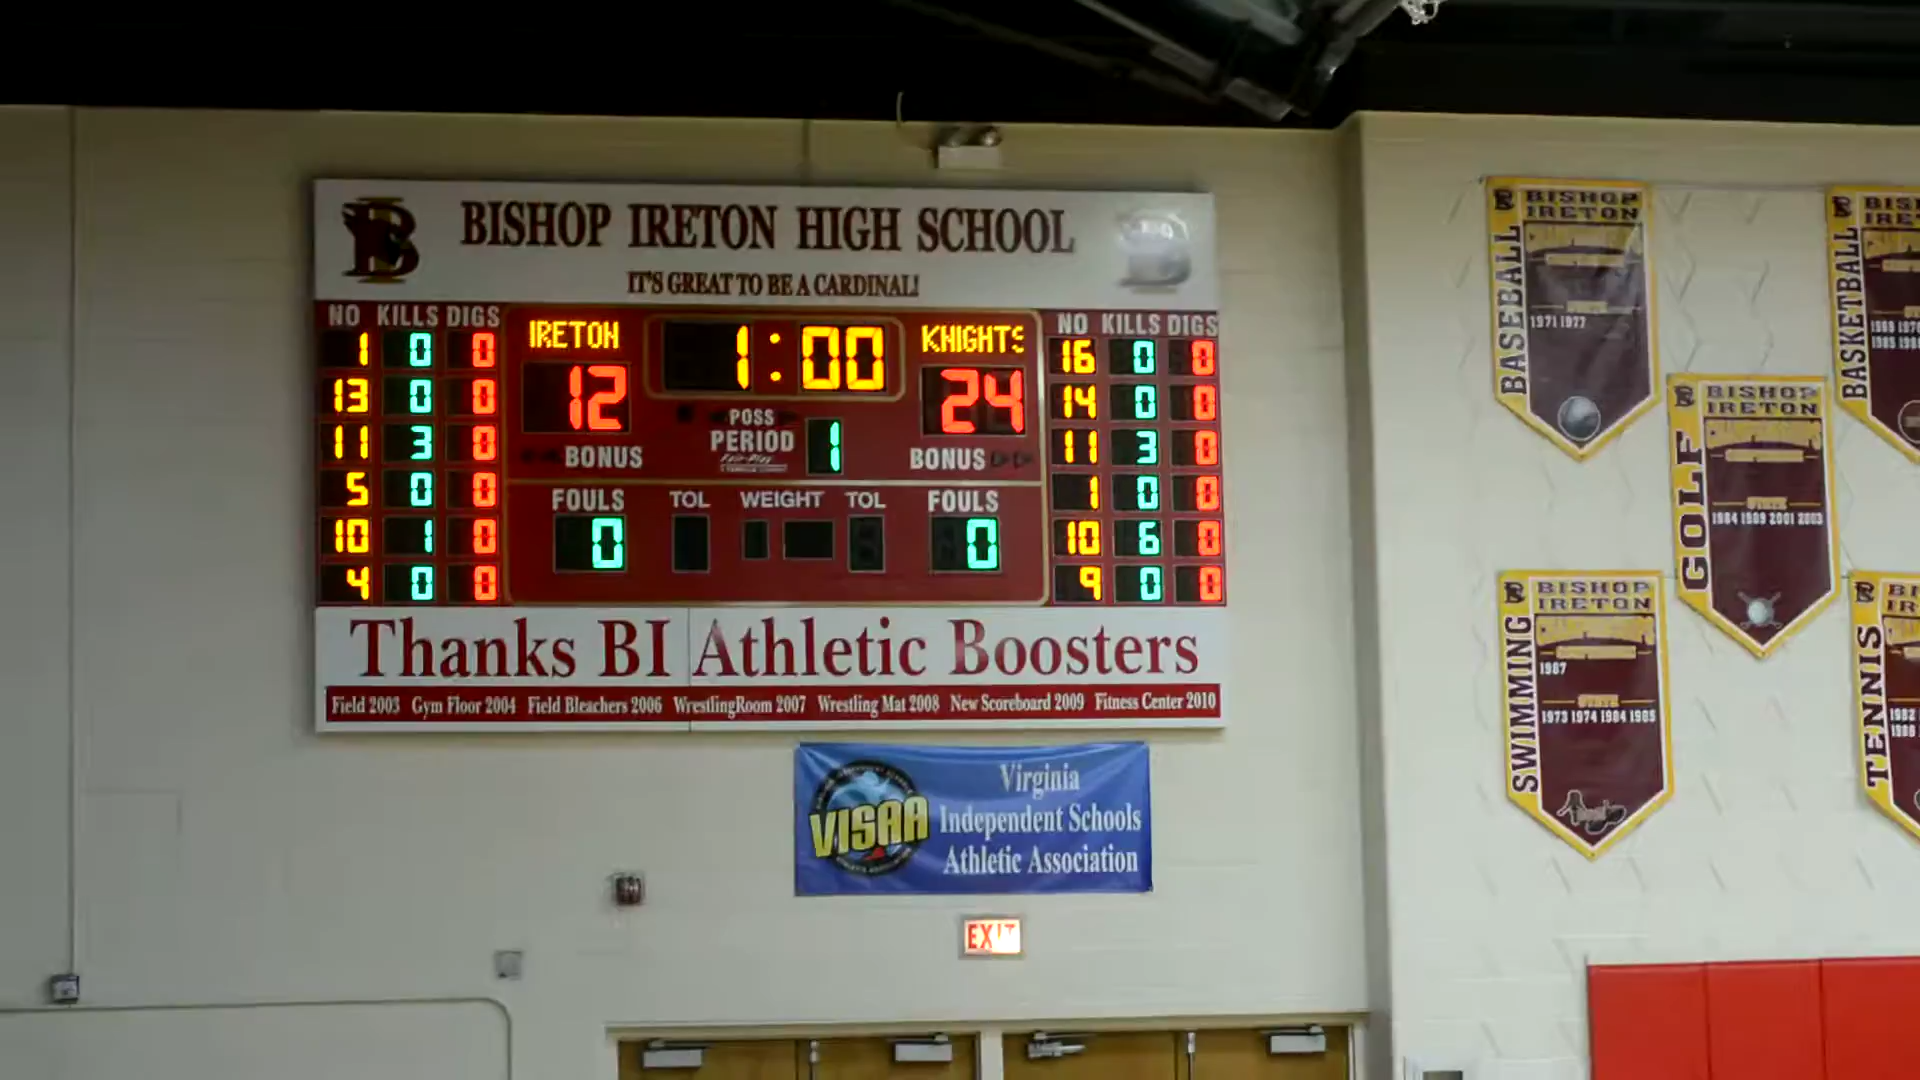 BISHOP IRETON HIGH SCHOOL
IT'S GREAT TO BE A CARDINAL!
NO KILLS DIGS
1 0 0
13 0 0
11 3 0
5 0 0
10 1 0
4 0 0
IRETON 1:00 KNIGHTS
12 24
POSS
PERIOD 1
Fair-Play
BONUS BONUS
FOULS TOL WEIGHT TOL FOULS
0 0
NO KILLS DIGS
16 0 0
14 0 0
11 3 0
1 0 0
10 6 0
9 0 0
Thanks BI Athletic Boosters
Field 2003 Gym Floor 2004 Field Bleachers 2006 WrestlingRoom 2007 Wrestling Mat 2008 New Scoreboard 2009 Fitness Center 2010
VISAA
Virginia
Independent Schools
Athletic Association
EXIT
BISHOP
IRETON
BASEBALL
STATE
1971 1977
BASKETBALL
BISHOP
IRETON
GOLF
STATE
1984 1989 2001 2003
BISHOP
IRETON
SWIMMING
1987
STATE
1973 1974 1984 1985
TENNIS